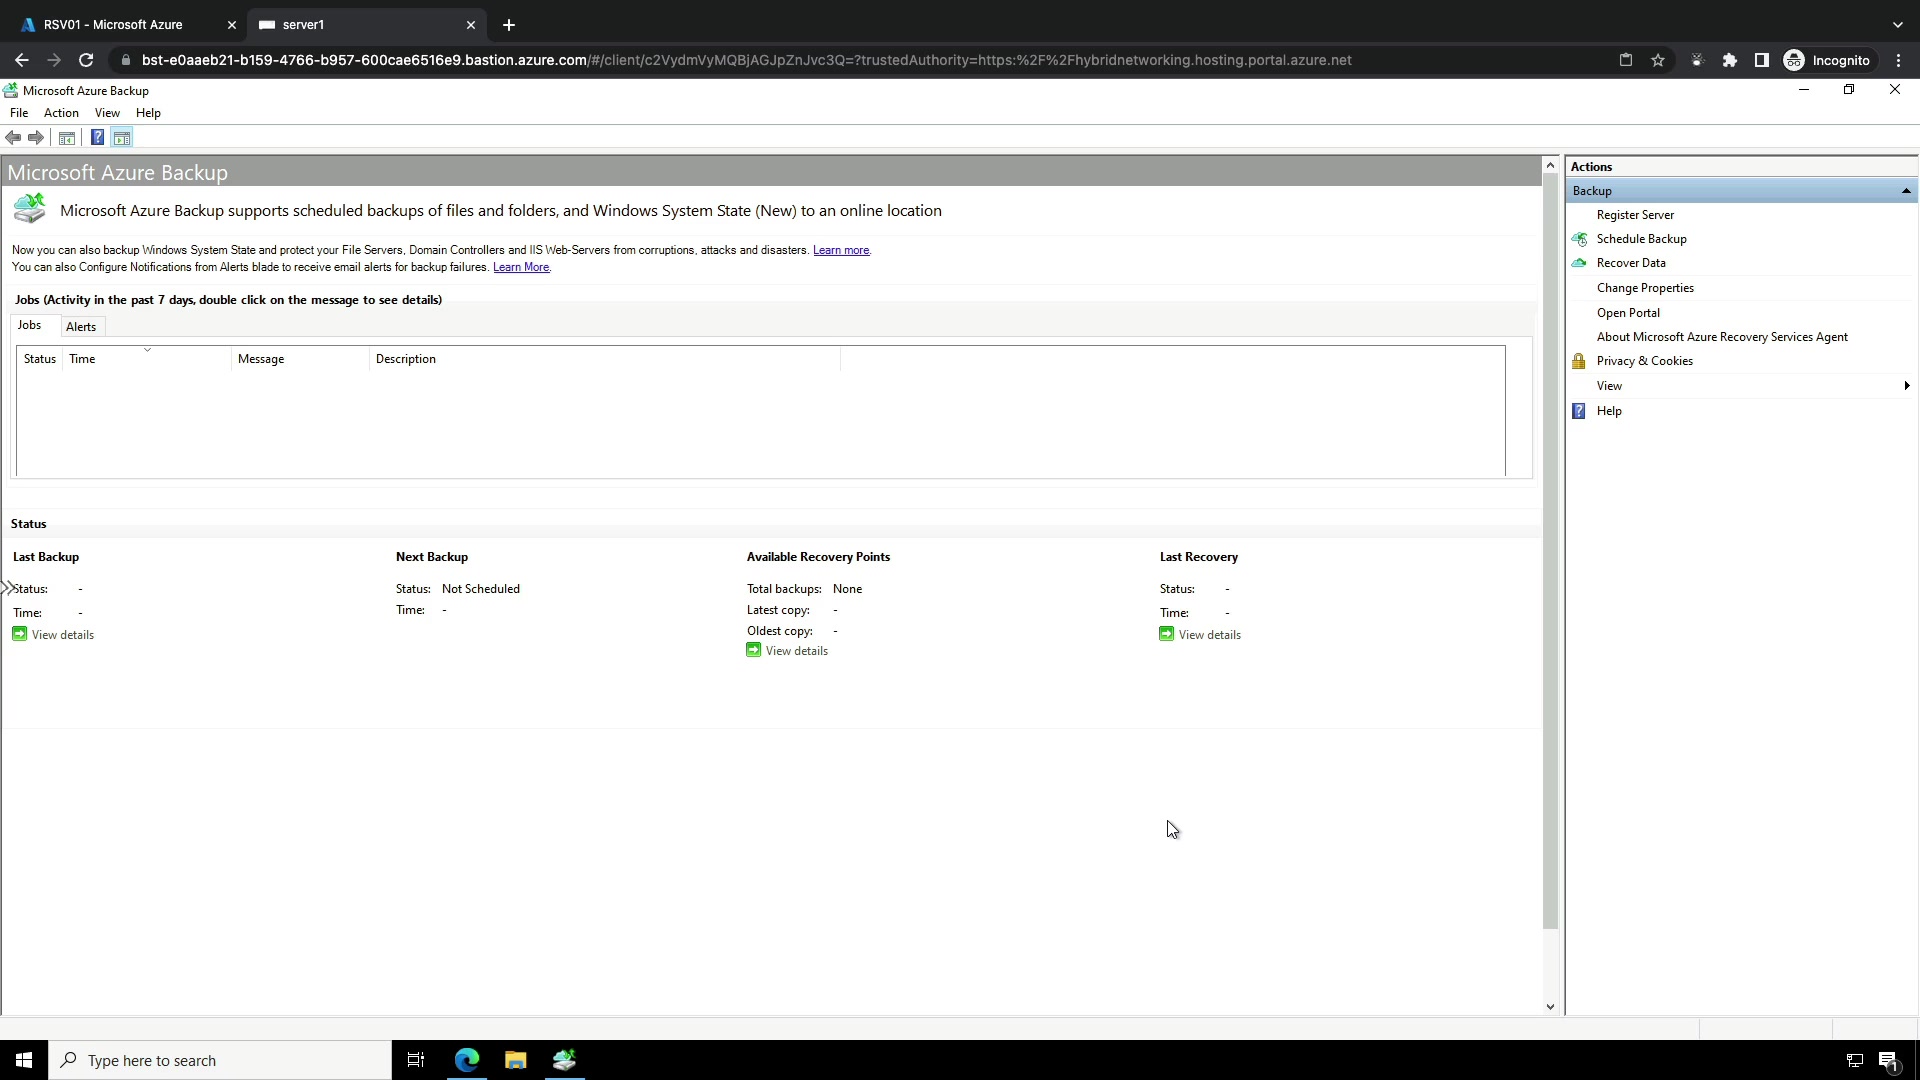 RSV01 - Microsoft Azure
server1
bst-e0aaeb21-b159-4766-b957-600cae6516e9.bastion.azure.com/#/client/c2VydmVyMQBjAGJpZnJvc3Q=?trustedAuthority=https:%2F%2Fhybridnetworking.hosting.portal.azure.net
Incognito
Microsoft Azure Backup
File Action View Help
Microsoft Azure Backup
Microsoft Azure Backup supports scheduled backups of files and folders, and Windows System State (New) to an online location
Now you can also backup Windows System State and protect your File Servers, Domain Controllers and IIS Web-Servers from corruptions, attacks and disasters. Learn more.
You can also Configure Notifications from Alerts blade to receive email alerts for backup failures. Learn More.
Jobs (Activity in the past 7 days, double click on the message to see details)
Jobs Alerts
Status Time Message Description
Status
Last Backup
Status: -
Time: -
View details
Next Backup
Status: Not Scheduled
Time: -
Available Recovery Points
Total backups: None
Latest copy: -
Oldest copy: -
View details
Last Recovery
Status: -
Time: -
View details
Actions
Backup
Register Server
Schedule Backup
Recover Data
Change Properties
Open Portal
About Microsoft Azure Recovery Services Agent
Privacy & Cookies
View
Help
Type here to search
1